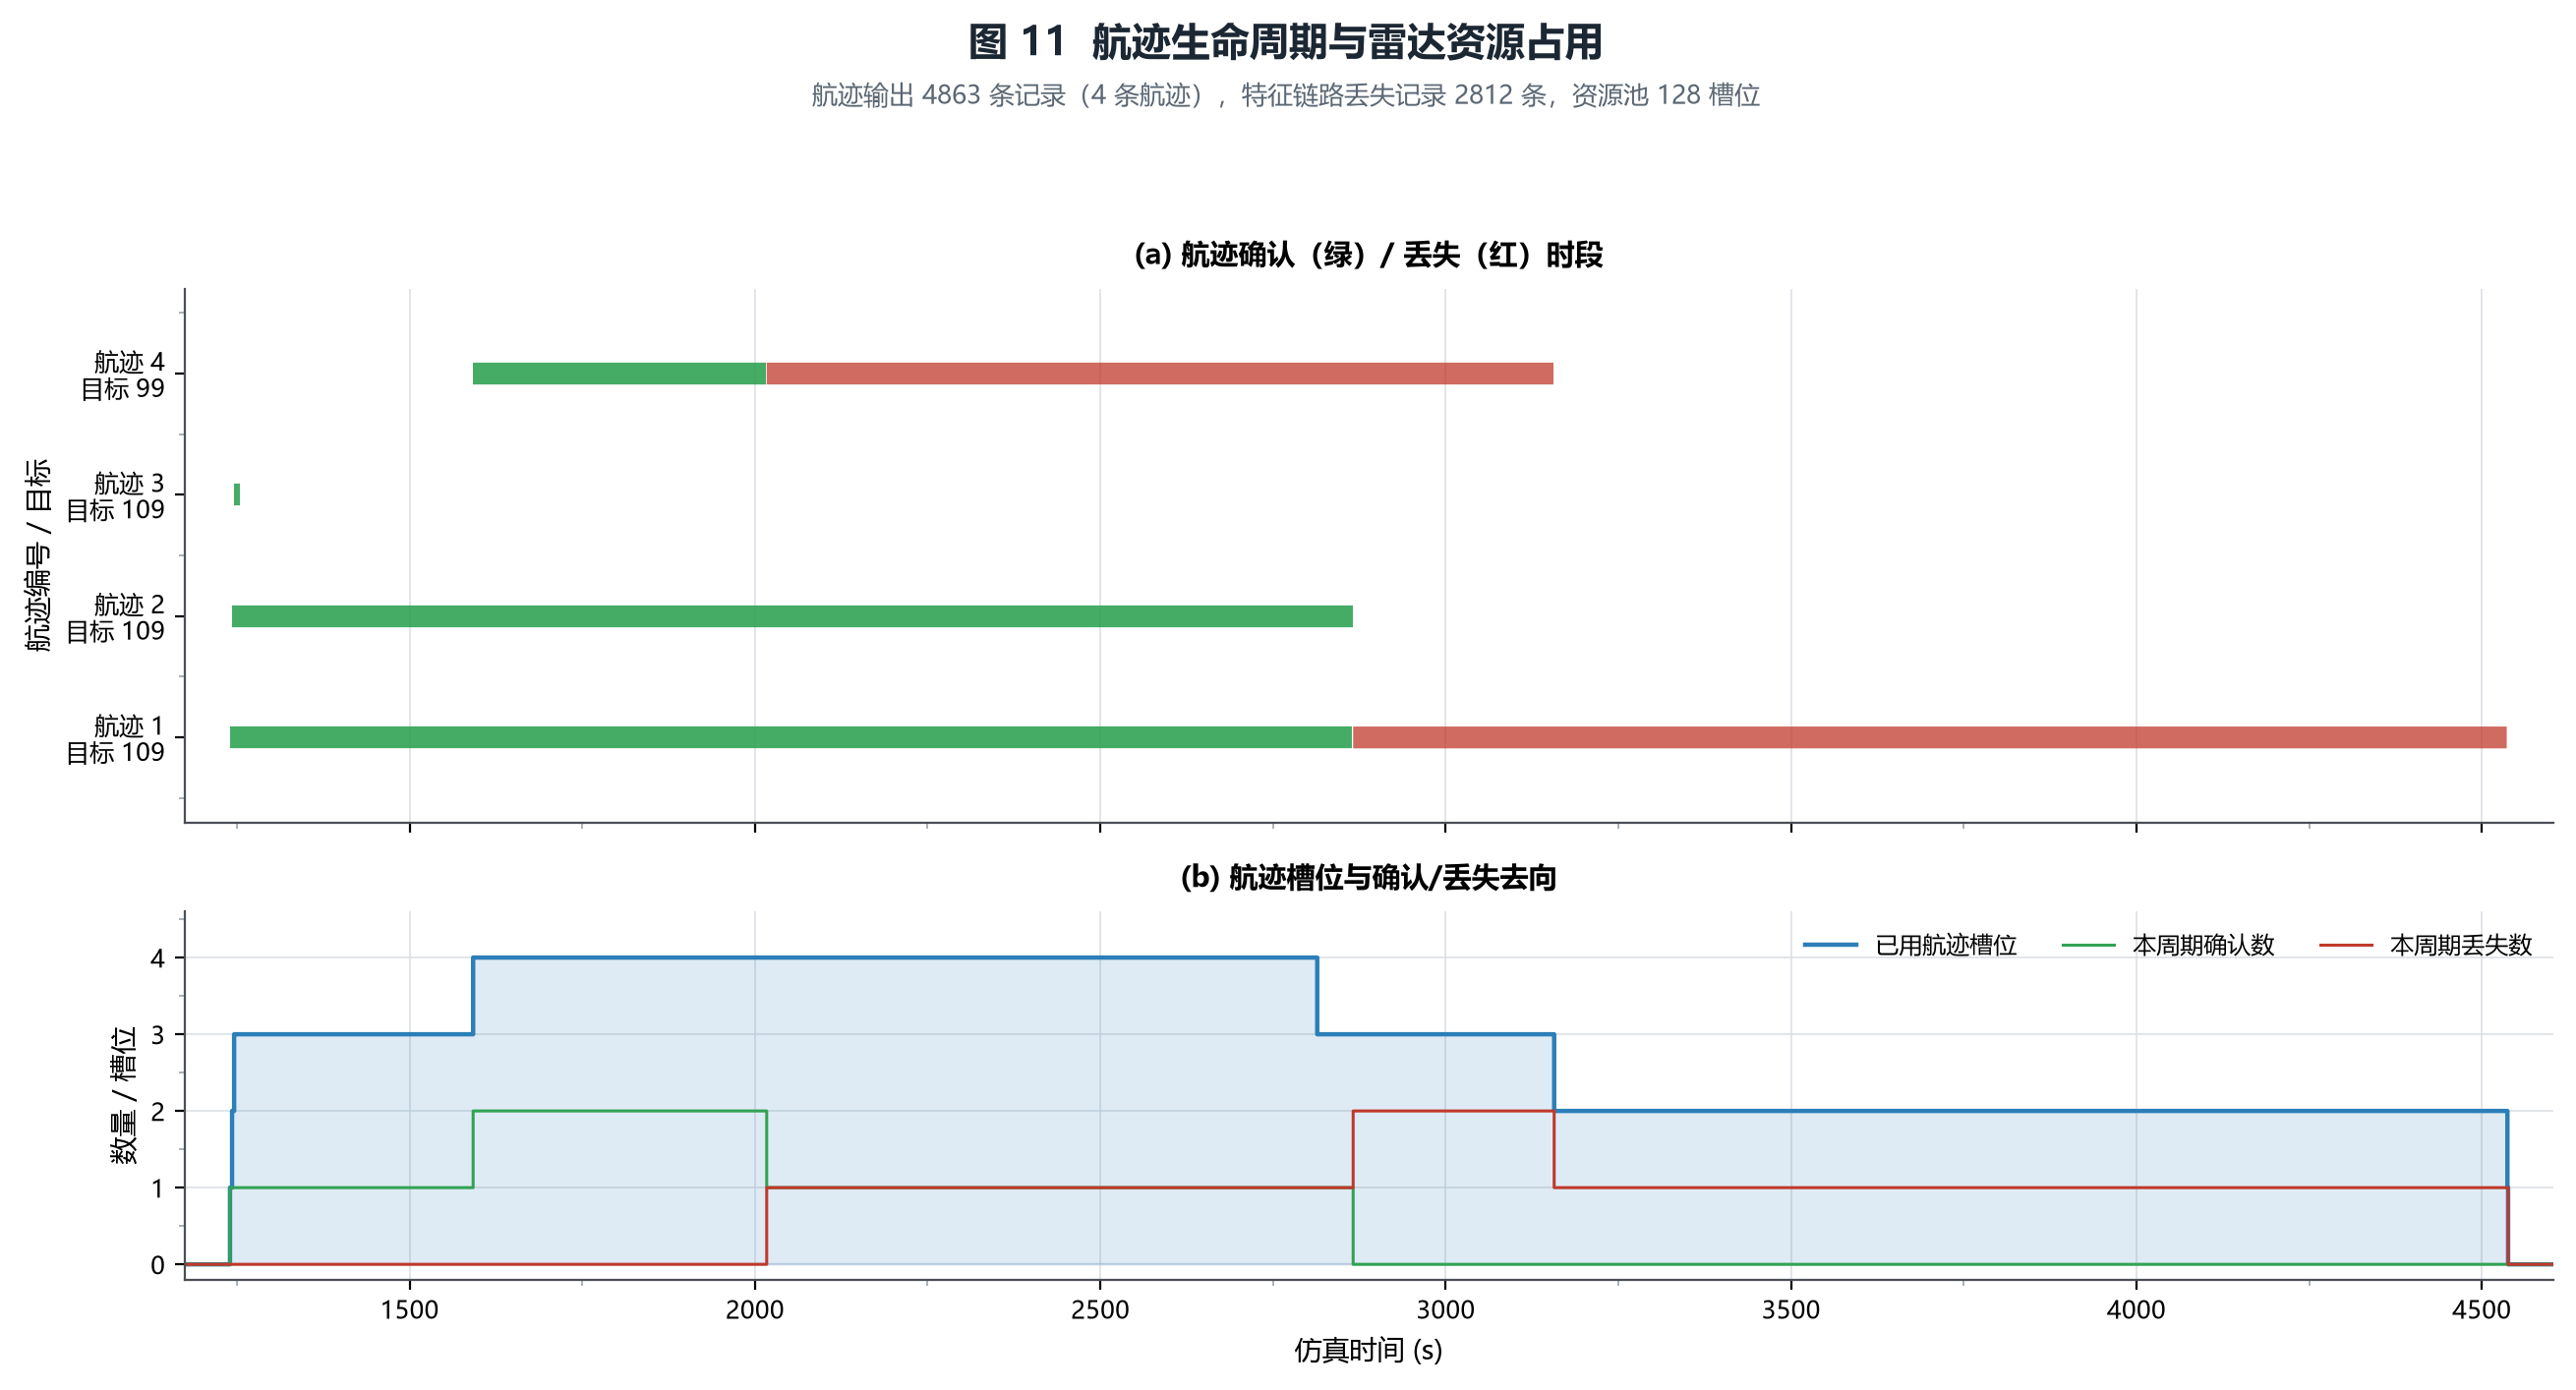 图 11 航迹生命周期与雷达资源占用
航迹输出 4863 条记录（4 条航迹），特征链路丢失记录 2812 条，资源池 128 槽位
(a) 航迹确认（绿）/ 丢失（红）时段
航迹编号 / 目标
航迹 4
目标 99
航迹 3
目标 109
航迹 2
目标 109
航迹 1
目标 109
(b) 航迹槽位与确认/丢失去向
已用航迹槽位
本周期确认数
本周期丢失数
数量 / 槽位
4
3
2
1
0
1500 2000 2500 3000 3500 4000 4500
仿真时间 (s)